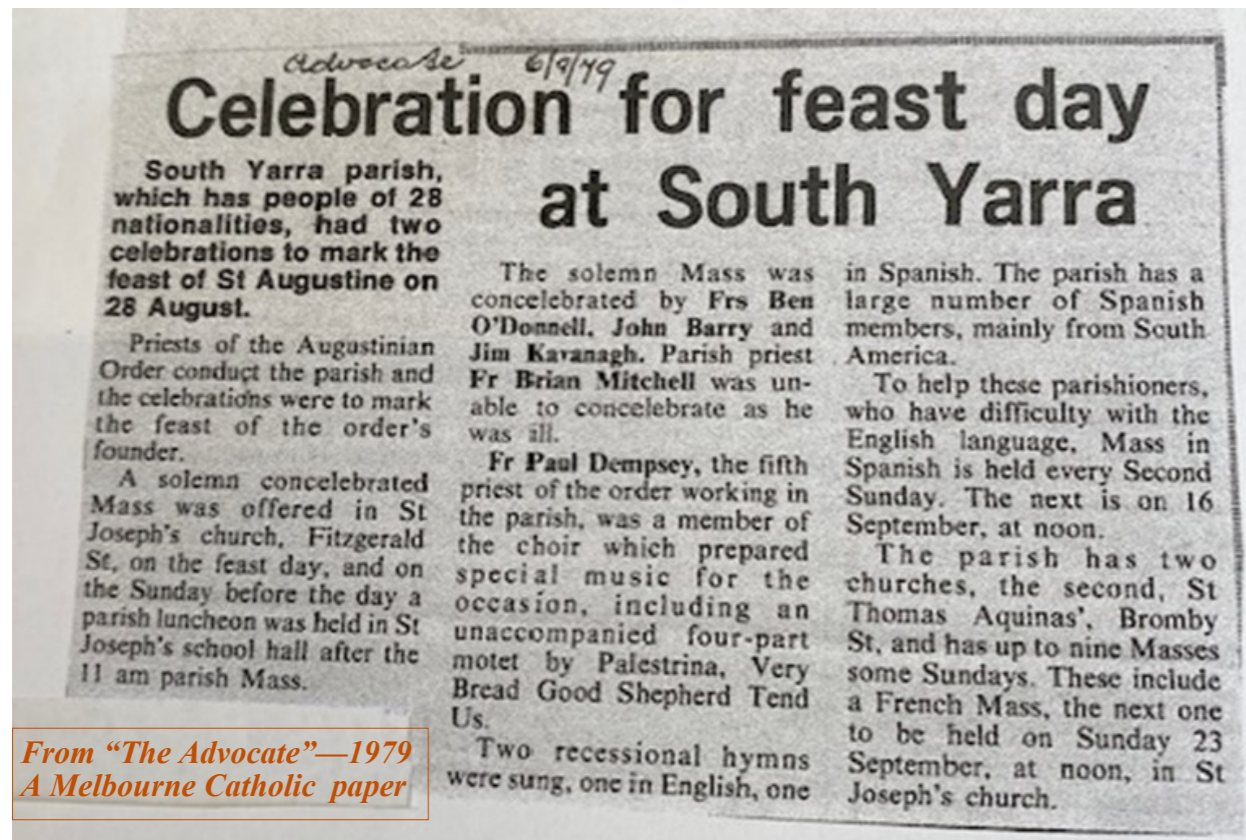 Advocate 6/9/79
Celebration for feast day
at South Yarra
South Yarra parish,
which has people of 28
nationalities, had two
celebrations to mark the
feast of St Augustine on
28 August.
Priests of the Augustinian
Order conduct the parish and
the celebrations were to mark
the feast of the order's
founder.
A solemn concelebrated
Mass was offered in St
Joseph's church, Fitzgerald
St, on the feast day, and on
the Sunday before the day a
parish luncheon was held in St
Joseph's school hall after the
11 am parish Mass.
The solemn Mass was
concelebrated by Frs Ben
O'Donnell, John Barry and
Jim Kavanagh. Parish priest
Fr Brian Mitchell was un-
able to concelebrate as he
was ill.
Fr Paul Dempsey, the fifth
priest of the order working in
the parish, was a member of
the choir which prepared
special music for the
occasion, including an
unaccompanied four-part
motet by Palestrina, Very
Bread Good Shepherd Tend
Us.
Two recessional hymns
were sung, one in English, one
in Spanish. The parish has a
large number of Spanish
members, mainly from South
America.
To help these parishioners,
who have difficulty with the
English language, Mass in
Spanish is held every Second
Sunday. The next is on 16
September, at noon.
The parish has two
churches, the second, St
Thomas Aquinas', Bromby
St, and has up to nine Masses
some Sundays. These include
a French Mass, the next one
to be held on Sunday 23
September, at noon, in St
Joseph's church.
From “The Advocate”—1979
A Melbourne Catholic paper